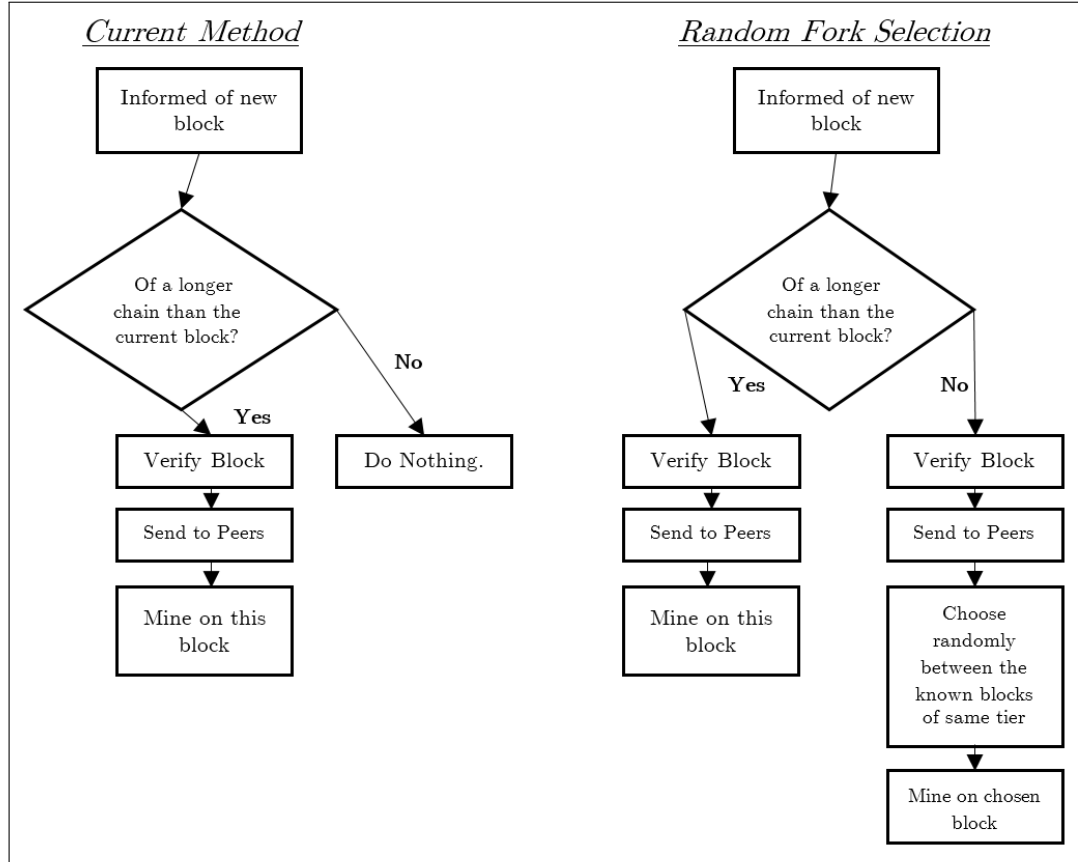 Current Method
Informed of new
block
Of a longer
chain than the
current block?
No
Yes
Verify Block
Do Nothing.
Send to Peers
Mine on this
block
Random Fork Selection
Informed of new
block
Of a longer
chain than the
current block?
Yes
No
Verify Block
Send to Peers
Mine on this
block
Verify Block
Send to Peers
Choose
randomly
between the
known blocks
of same tier
Mine on chosen
block